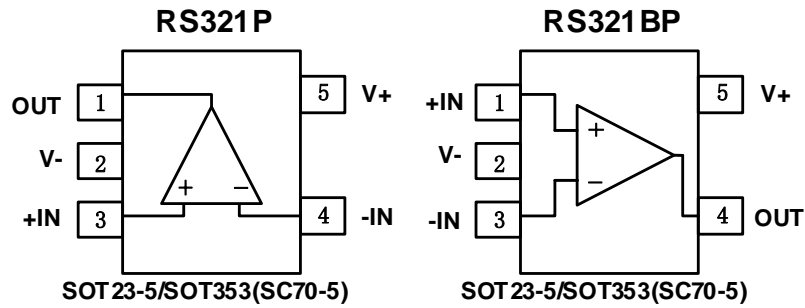 RS321P
OUT 1
5 V+
V- 2
+IN 3
+ −
4 -IN
SOT23-5/SOT353(SC70-5)
RS321BP
+IN 1
5 V+
+
V- 2
−
-IN 3
4 OUT
SOT23-5/SOT353(SC70-5)